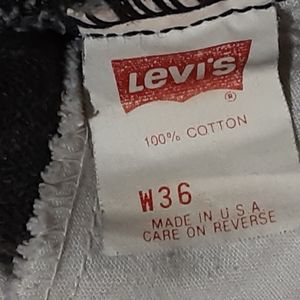 LEVI'S
®
100% COTTON
W36
MADE IN U S A
CARE ON REVERSE